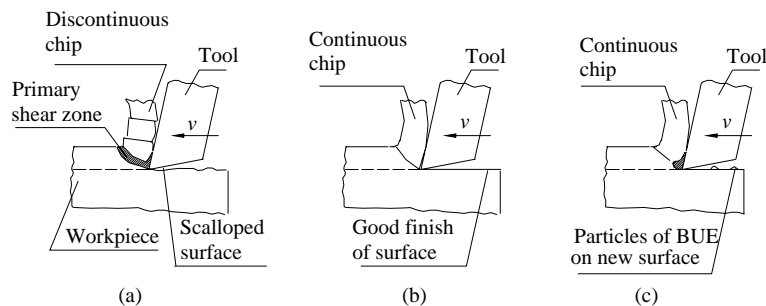 Discontinuous
chip
Tool
Primary
shear zone
v
Workpiece
Scalloped
surface
(a)
Continuous
chip
Tool
v
Good finish
of surface
(b)
Continuous
chip
Tool
v
Particles of BUE
on new surface
(c)